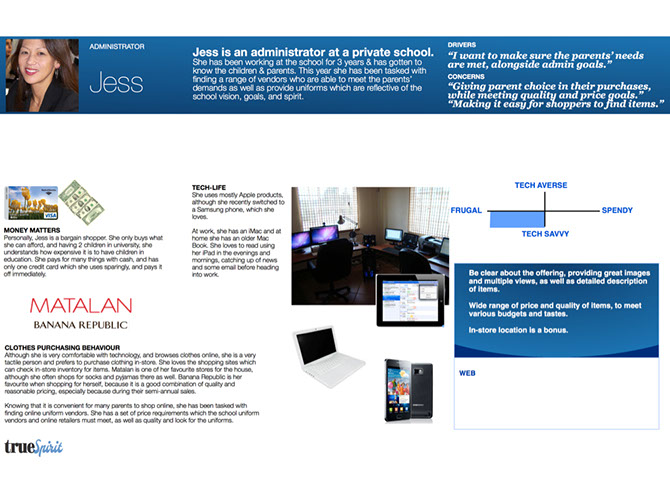 ADMINISTRATOR
Jess
Jess is an administrator at a private school.
She has been working at the school for 3 years & has gotten to
know the children & parents. This year she has been tasked with
finding a range of vendors who are able to meet the parents'
demands as well as provide uniforms which are reflective of the
school vision, goals, and spirit.
DRIVERS
“I want to make sure the parents’ needs
are met, alongside admin goals.”
CONCERNS
“Giving parent choice in their purchases,
while meeting quality and price goals.”
“Making it easy for shoppers to find items.”
VISA
MONEY MATTERS
Personally, Jess is a bargain shopper. She only buys what
she can afford, and having 2 children in university, she
understands how expensive it is to have children in
education. She pays for many things with cash, and has
only one credit card which she uses sparingly, and pays it
off immediately.
MATALAN
BANANA REPUBLIC
CLOTHES PURCHASING BEHAVIOUR
Although she is very comfortable with technology, and browses clothes online, she is a very
tactile person and prefers to purchase clothing in-store. She loves the shopping sites which
can check in-store inventory for items. Matalan is one of her favourite stores for the house,
although she often shops for socks and pyjamas there as well. Banana Republic is her
favourite when shopping for herself, because it is a good combination of quality and
reasonable pricing, especially because during their semi-annual sales.
Knowing that it is convenient for many parents to shop online, she has been tasked with
finding online uniform vendors. She has a set of price requirements which the school uniform
vendors and online retailers must meet, as well as quality and look for the uniforms.
trueSpirit
TECH-LIFE
She uses mostly Apple products,
although she recently switched to
a Samsung phone, which she
loves.
At work, she has an iMac and at
home she has an older Mac
Book. She loves to read using
her iPad in the evenings and
mornings, catching up of news
and some email before heading
into work.
TECH AVERSE
FRUGAL
SPENDY
TECH SAVVY
Be clear about the offering, providing great images
and multiple views, as well as detailed description
of items.
Wide range of price and quality of items, to meet
various budgets and tastes.
In-store location is a bonus.
WEB